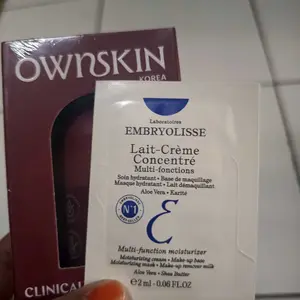 OWNSKIN
KOREA
Laboratoires
EMBRYOLISSE
Lait-Crème
Concentré
Multi-fonctions
Soin hydratant • Base de maquillage
Masque hydratant • Lait démaquillant
Aloe Vera • Karité
N°1
Multi-function moisturizer
Moisturizing cream • Make-up base
Moisturizing mask • Make-up remover milk
Aloe Vera • Shea Butter
e 2 ml - 0.06 FL OZ
CLINICAL